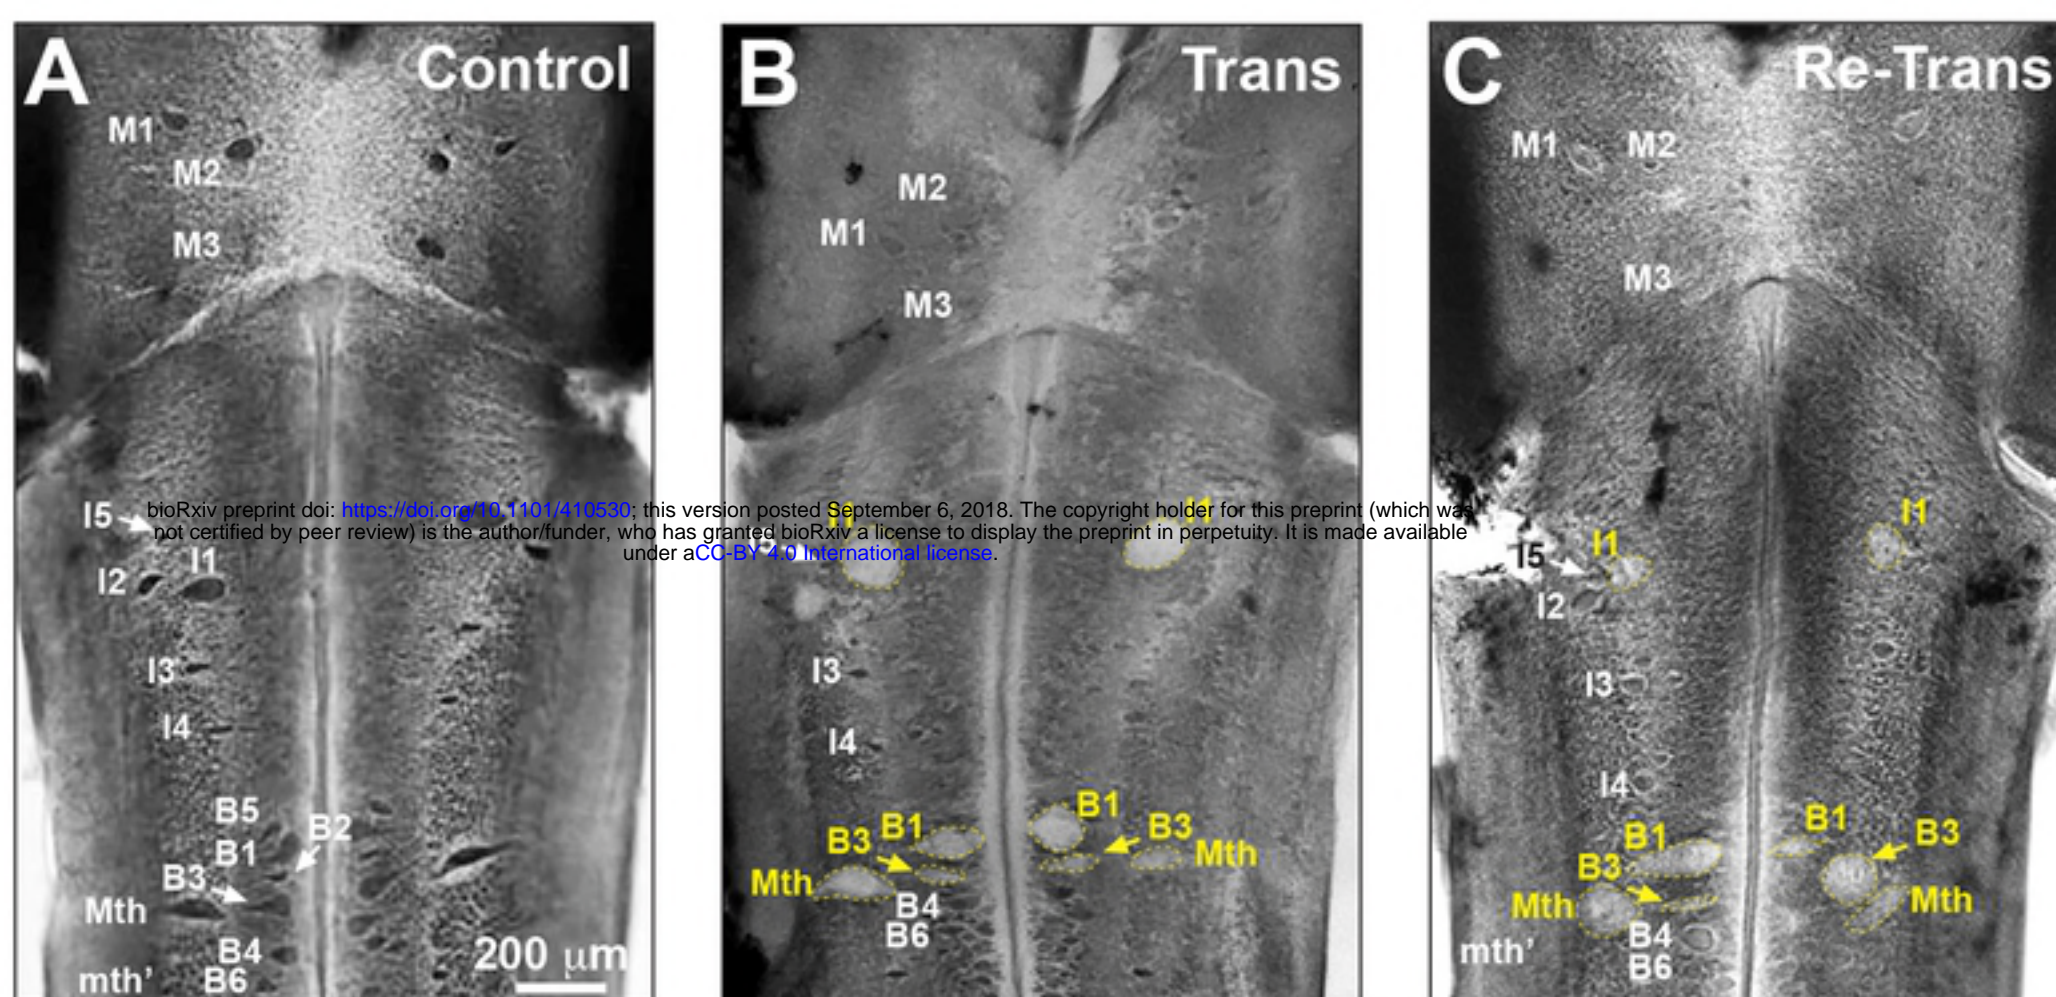 A
Control
M1
M2
M3
I5
I1
I2
I3
I4
B5
B2
B1
B3
Mth
B4
mth’
B6
200 μm
B
Trans
M2
M1
M3
I1
I1
I3
I4
B1
B1
B3
B3
Mth
Mth
B4
B6
C
Re-Trans
M1
M2
M3
I1
I1
I5
I2
I3
I4
B1
B1
B3
B3
Mth
Mth
B4
mth’
B6
bioRxiv preprint doi: https://doi.org/10.1101/410530; this version posted September 6, 2018. The copyright holder for this preprint (which was
not certified by peer review) is the author/funder, who has granted bioRxiv a license to display the preprint in perpetuity. It is made available
under aCC-BY 4.0 International license.